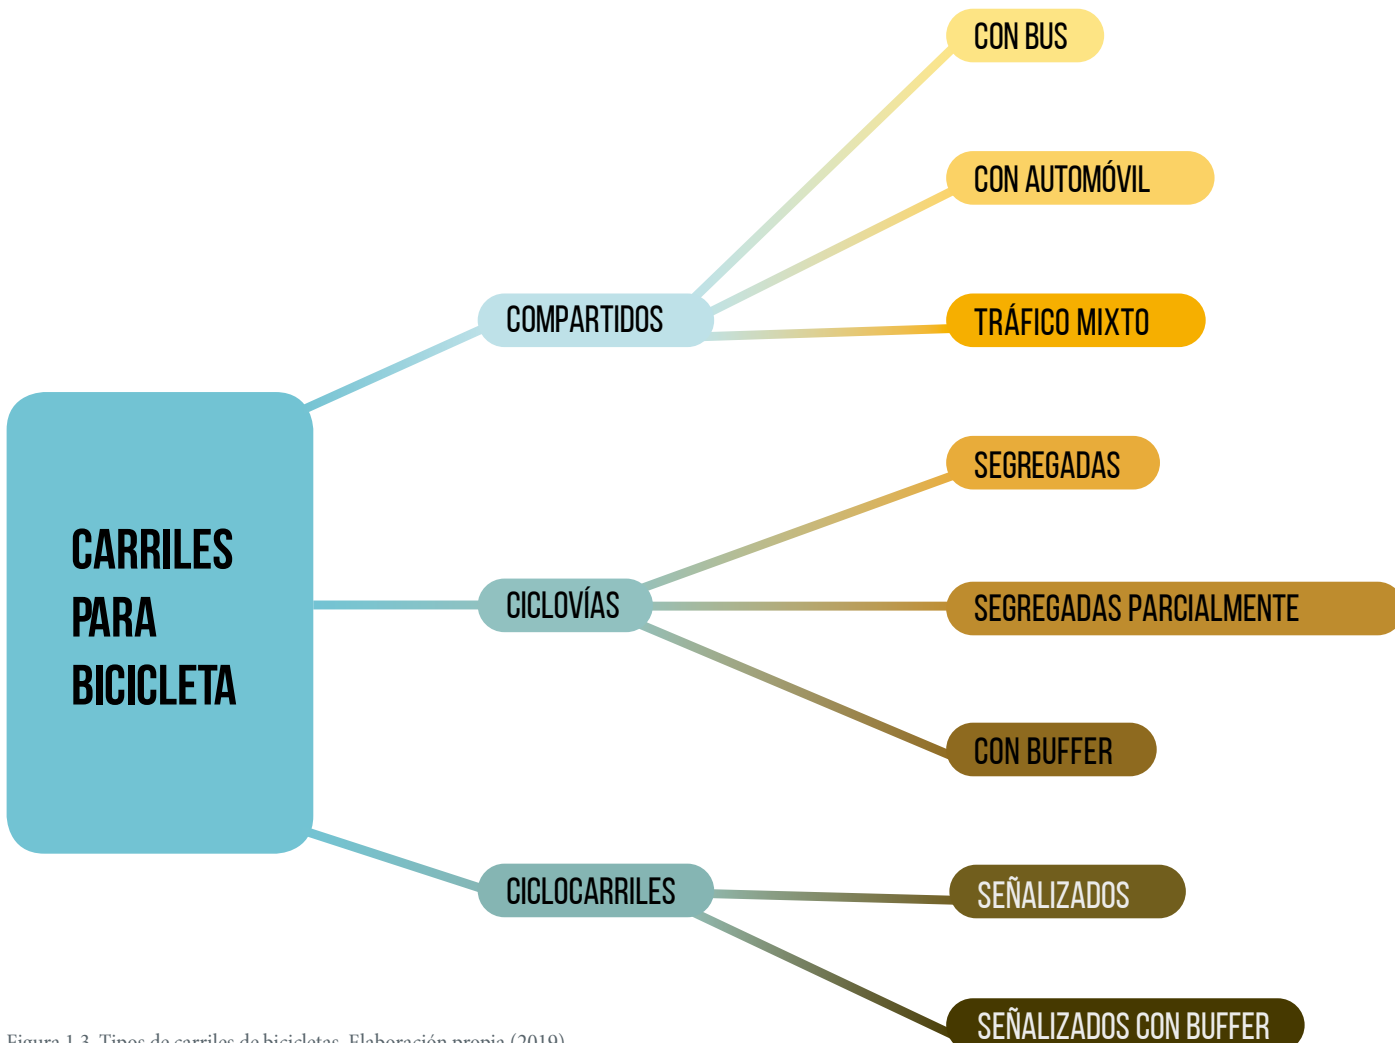 CON BUS
CON AUTOMÓVIL
COMPARTIDOS
TRÁFICO MIXTO
SEGREGADAS
CARRILES
PARA
BICICLETA
CICLOVÍAS
SEGREGADAS PARCIALMENTE
CON BUFFER
CICLOCARRILES
SEÑALIZADOS
SEÑALIZADOS CON BUFFER
Figura 1.3. Tipos de carriles de bicicletas. Elaboración propia (2019)